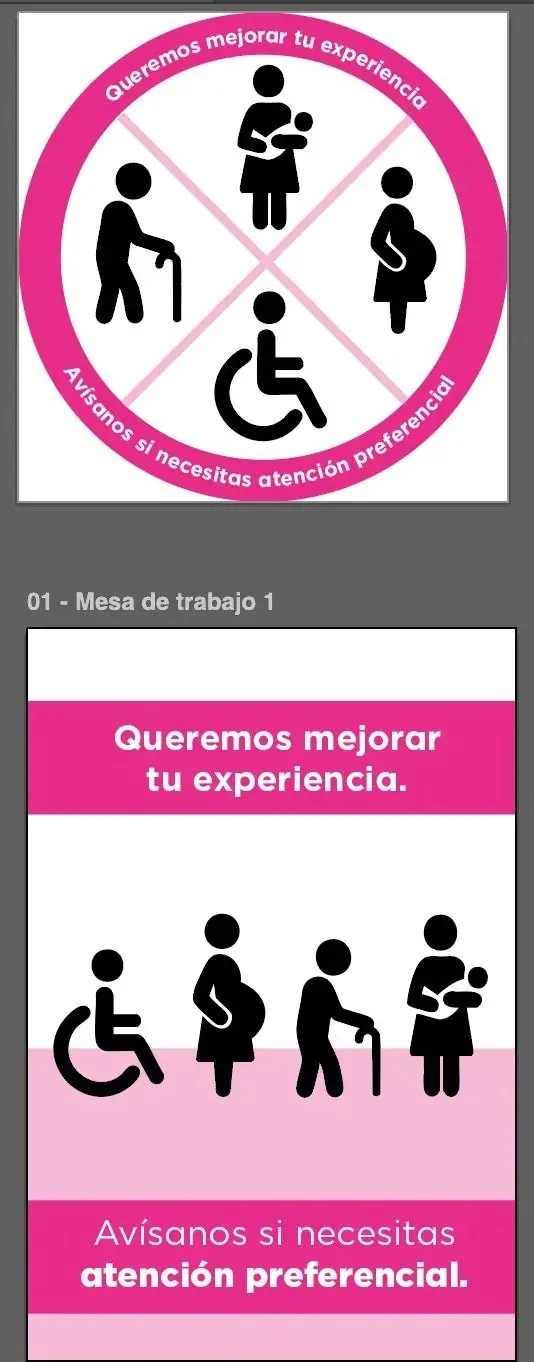 Queremos mejorar tu experiencia
Avísanos si necesitas atención preferencial
01 - Mesa de trabajo 1
Queremos mejorar
tu experiencia.
Avísanos si necesitas
atención preferencial.